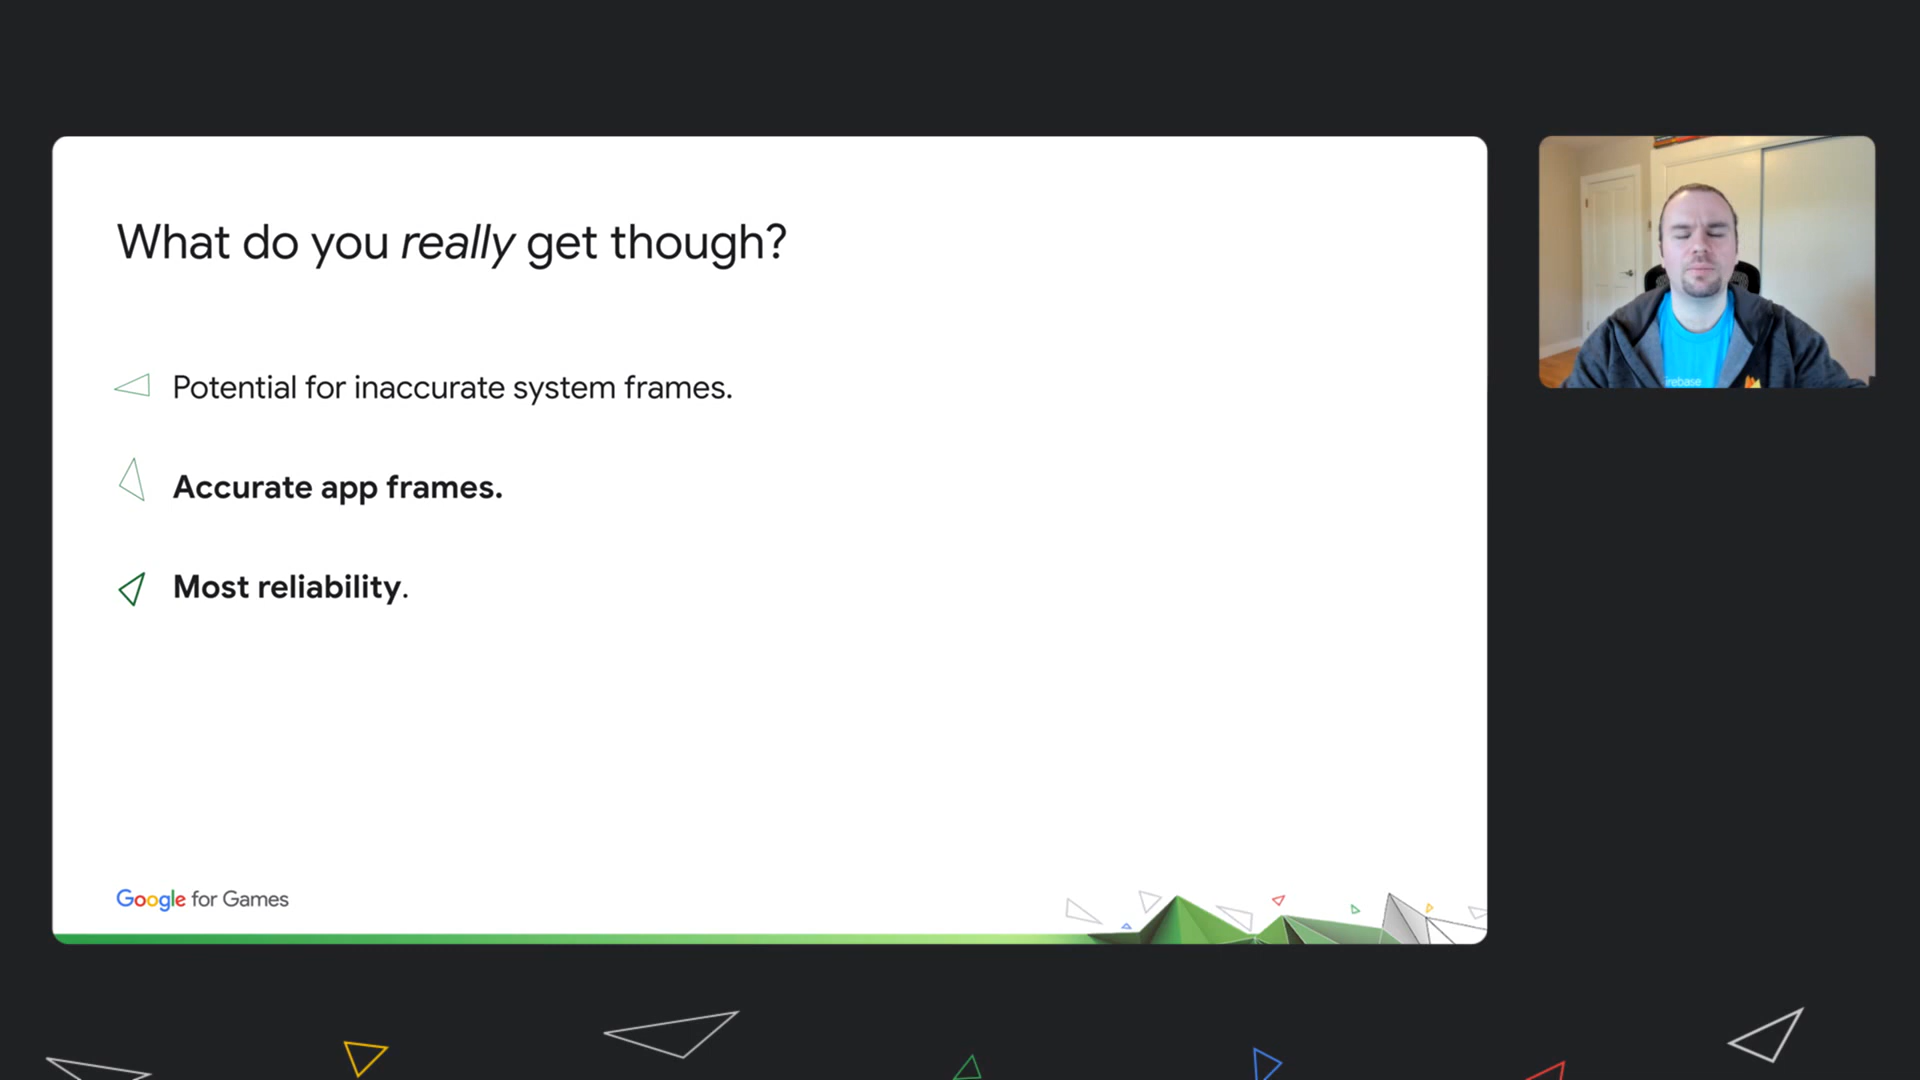 What do you really get though?
Potential for inaccurate system frames.
Accurate app frames.
Most reliability.
Google for Games
irebase